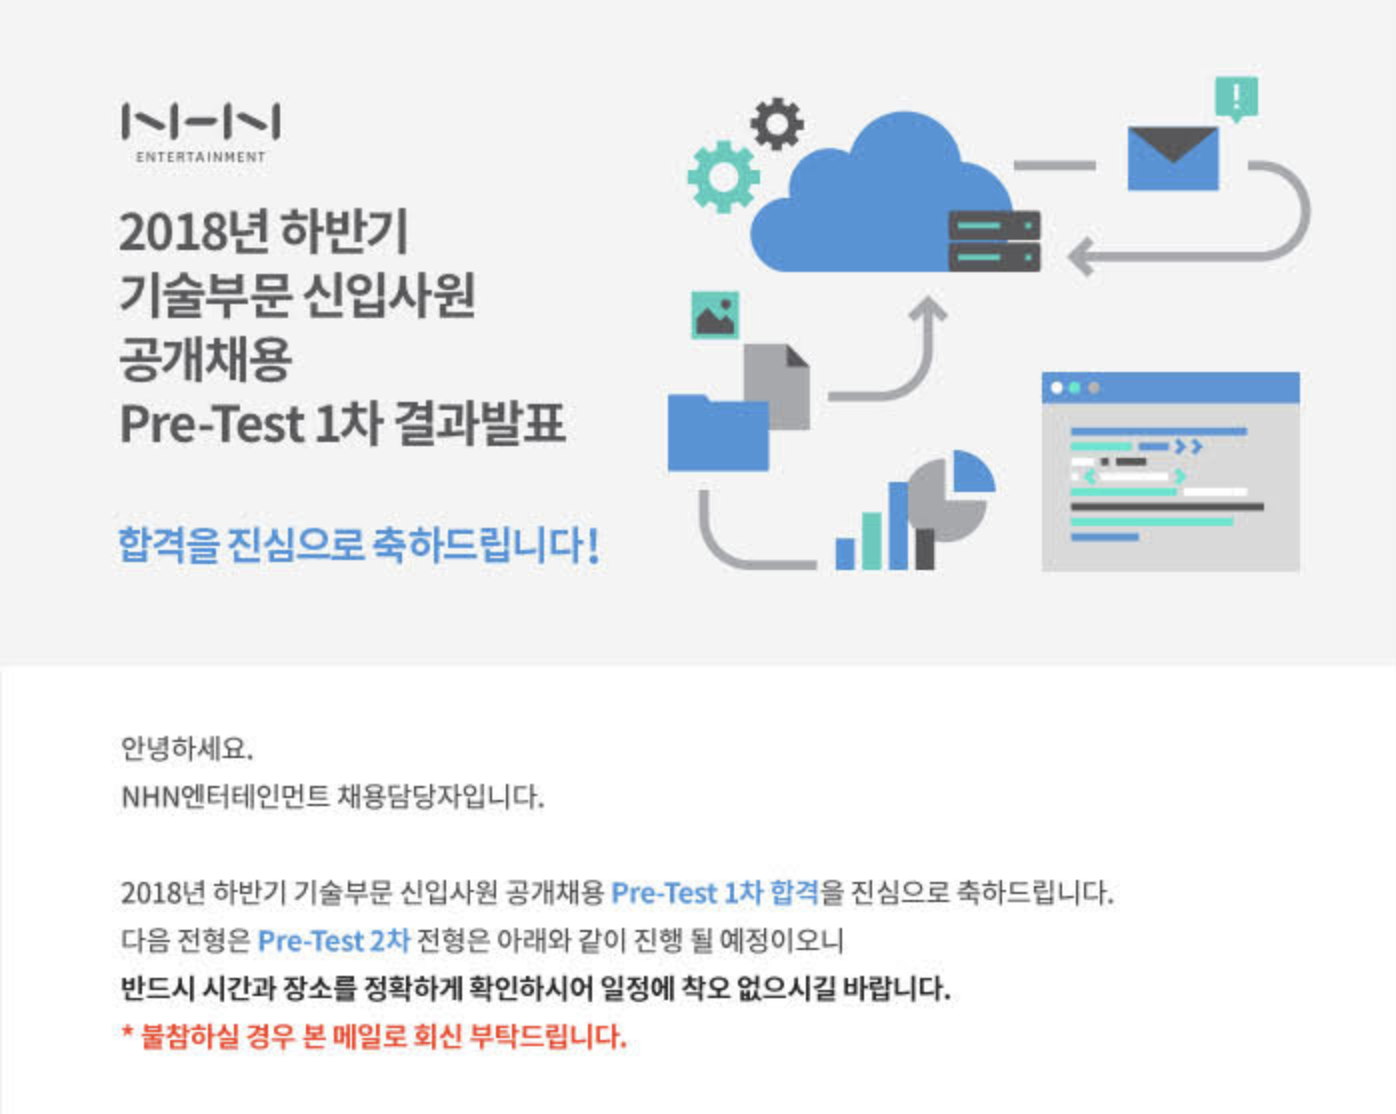 NHN
ENTERTAINMENT
2018년 하반기
기술부문 신입사원
공개채용
Pre-Test 1차 결과발표
합격을 진심으로 축하드립니다!
안녕하세요.
NHN엔터테인먼트 채용담당자입니다.
2018년 하반기 기술부문 신입사원 공개채용 Pre-Test 1차 합격을 진심으로 축하드립니다.
다음 전형은 Pre-Test 2차 전형은 아래와 같이 진행 될 예정이오니
반드시 시간과 장소를 정확하게 확인하시어 일정에 착오 없으시길 바랍니다.
* 불참하실 경우 본 메일로 회신 부탁드립니다.